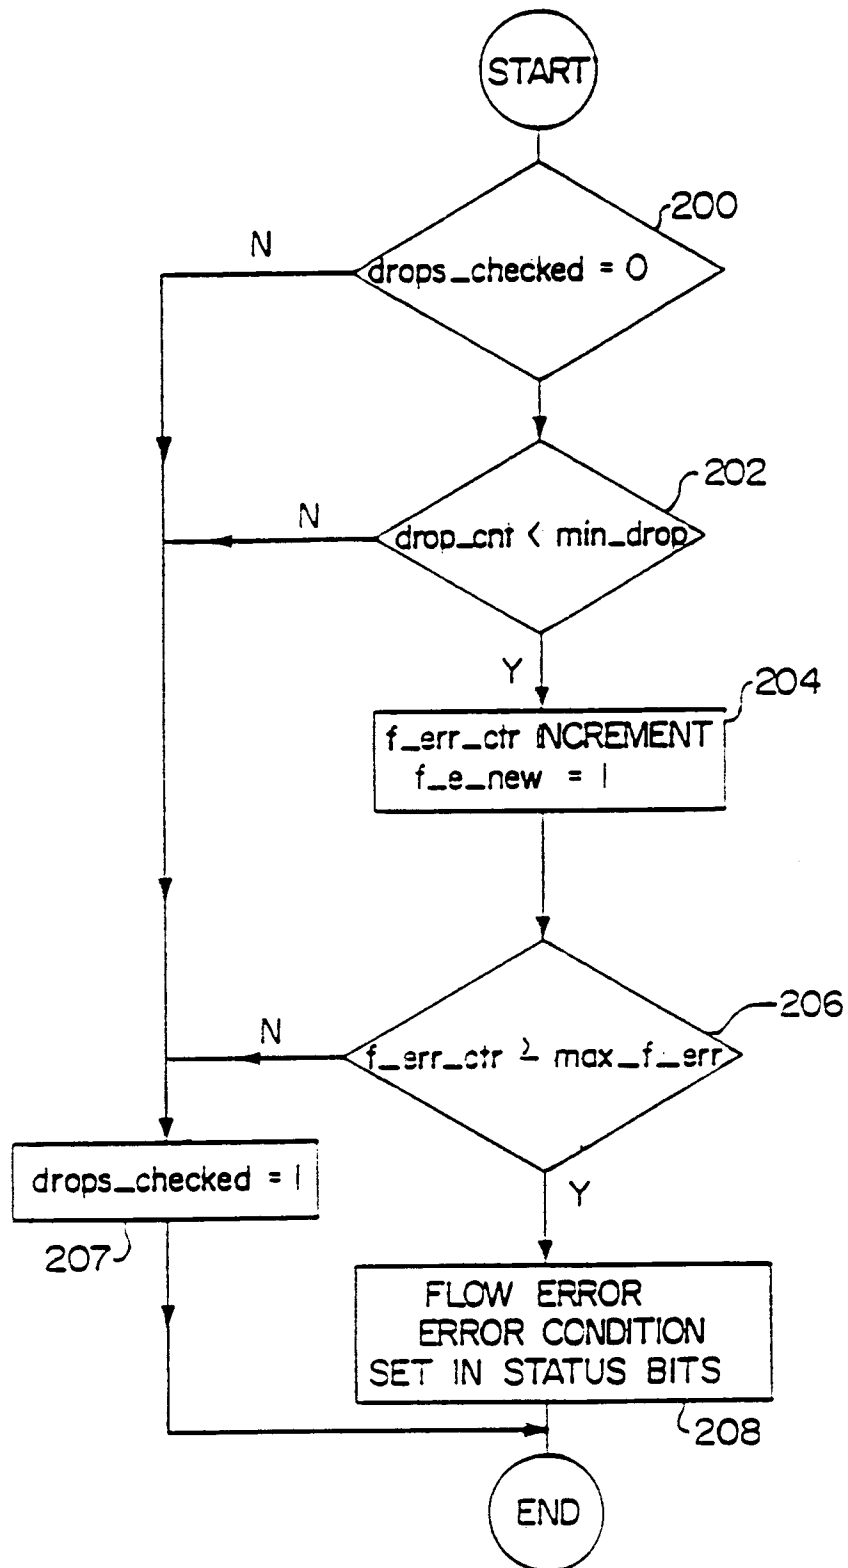 START
200
N
drops_checked = 0
202
N
drop_cnt < min_drop
Y
204
f_err_ctr INCREMENT
f_e_new = 1
206
N
f_err_ctr ≥ max_f_err
drops_checked = 1
Y
207
FLOW ERROR
ERROR CONDITION
SET IN STATUS BITS
208
END